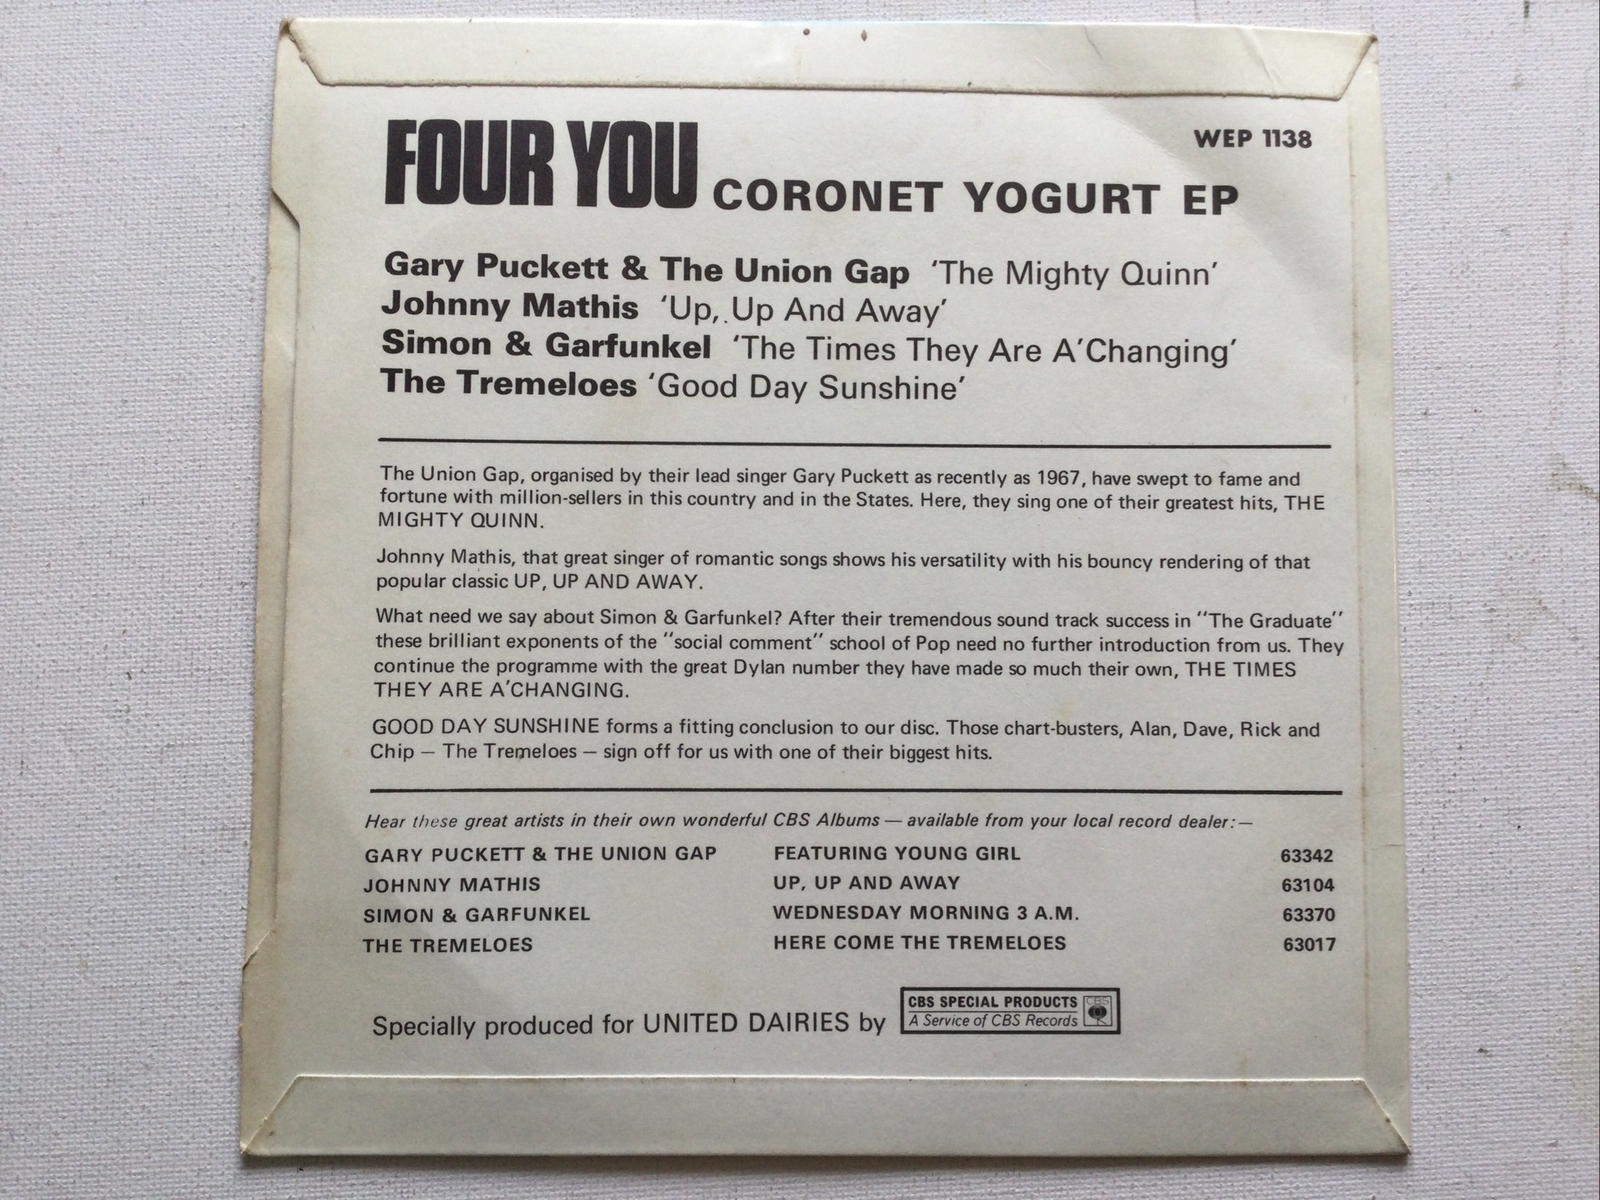 FOUR YOU CORONET YOGURT EP
WEP 1138
Gary Puckett & The Union Gap 'The Mighty Quinn'
Johnny Mathis 'Up, Up And Away'
Simon & Garfunkel 'The Times They Are A'Changing'
The Tremeloes 'Good Day Sunshine'
The Union Gap, organised by their lead singer Gary Puckett as recently as 1967, have swept to fame and
fortune with million-sellers in this country and in the States. Here, they sing one of their greatest hits, THE
MIGHTY QUINN.
Johnny Mathis, that great singer of romantic songs shows his versatility with his bouncy rendering of that
popular classic UP, UP AND AWAY.
What need we say about Simon & Garfunkel? After their tremendous sound track success in "The Graduate"
these brilliant exponents of the "social comment" school of Pop need no further introduction from us. They
continue the programme with the great Dylan number they have made so much their own, THE TIMES
THEY ARE A'CHANGING.
GOOD DAY SUNSHINE forms a fitting conclusion to our disc. Those chart-busters, Alan, Dave, Rick and
Chip — The Tremeloes — sign off for us with one of their biggest hits.
Hear these great artists in their own wonderful CBS Albums — available from your local record dealer:—
GARY PUCKETT & THE UNION GAP FEATURING YOUNG GIRL 63342
JOHNNY MATHIS UP, UP AND AWAY 63104
SIMON & GARFUNKEL WEDNESDAY MORNING 3 A.M. 63370
THE TREMELOES HERE COME THE TREMELOES 63017
Specially produced for UNITED DAIRIES by
CBS SPECIAL PRODUCTS
A Service of CBS Records
CBS